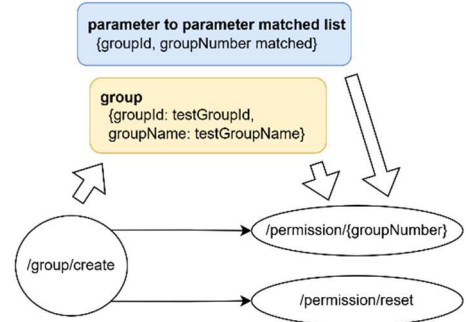 parameter to parameter matched list
{groupId, groupNumber matched}
group
{groupId: testGroupId,
groupName: testGroupName}
/group/create
/permission/{groupNumber}
/permission/reset